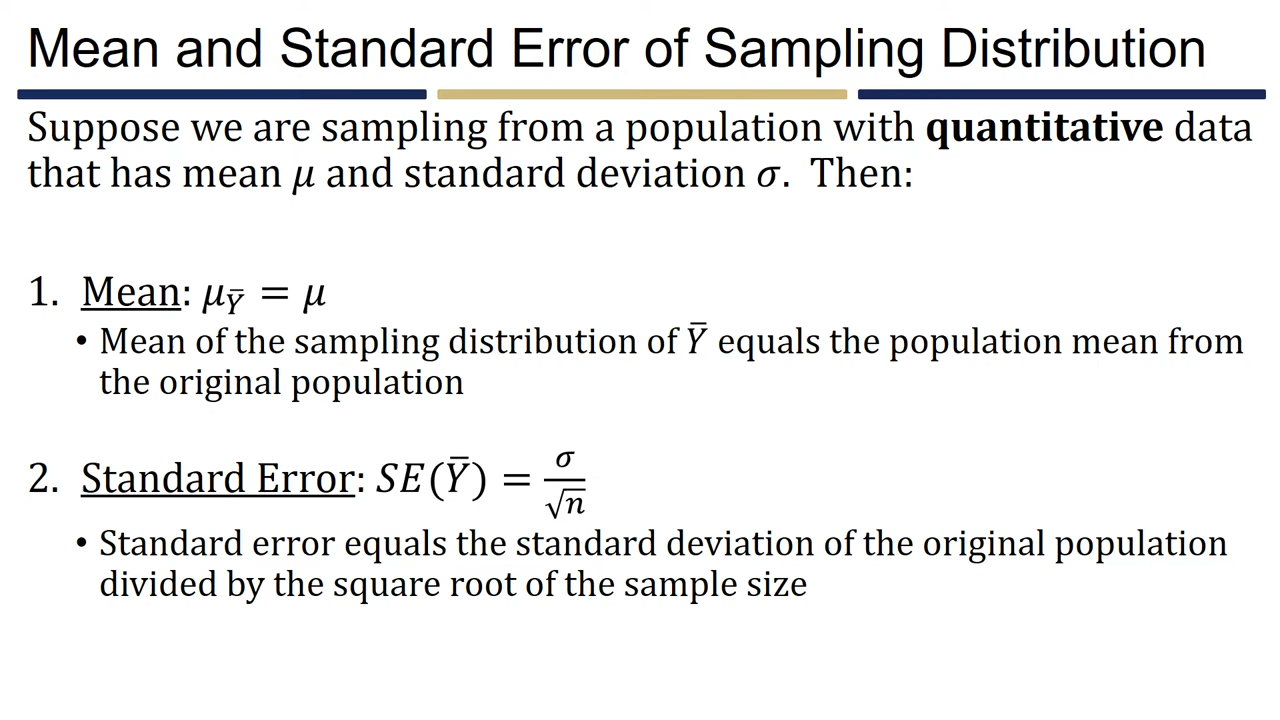 Mean and Standard Error of Sampling Distribution
Suppose we are sampling from a population with quantitative data
that has mean μ and standard deviation σ. Then:
1. Mean: μ_Ȳ = μ
• Mean of the sampling distribution of Ȳ equals the population mean from
the original population
2. Standard Error: SE(Ȳ) = σ/√n
• Standard error equals the standard deviation of the original population
divided by the square root of the sample size